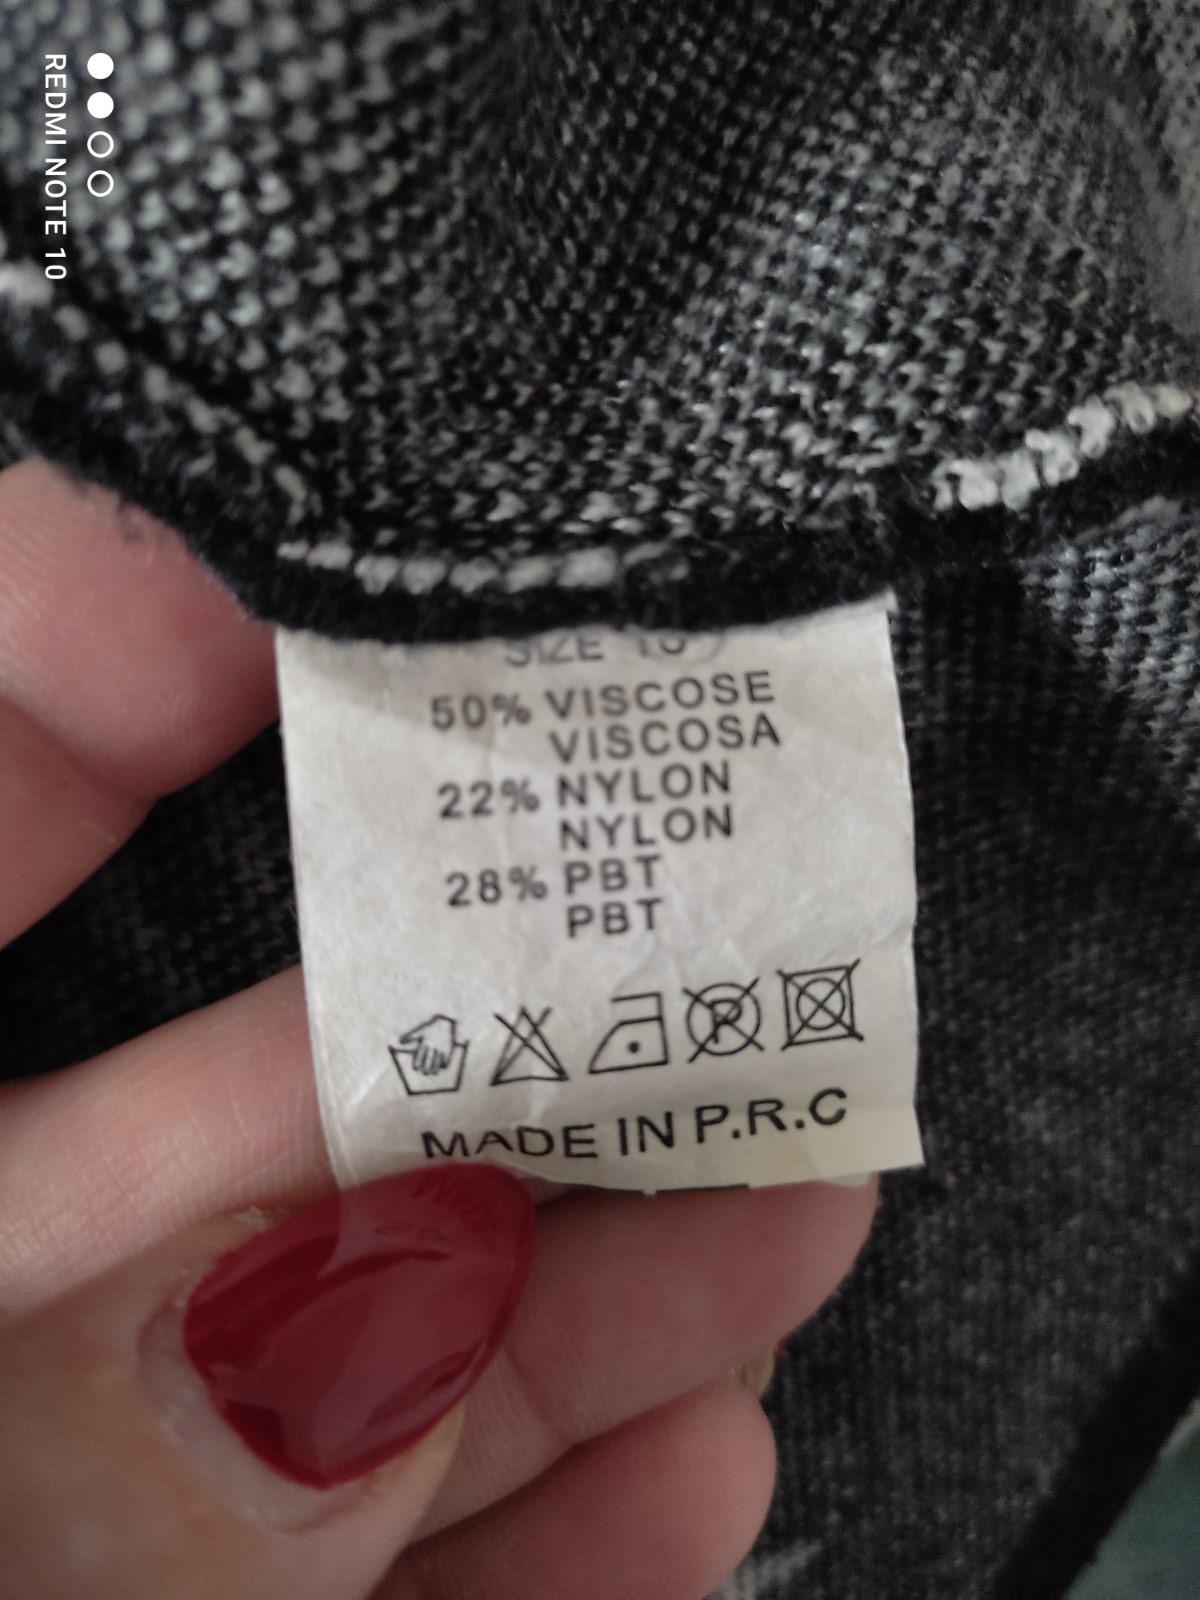 REDMI NOTE 10
SIZE
50% VISCOSE
VISCOSA
22% NYLON
NYLON
28% PBT
PBT
P
MADE IN P.R.C